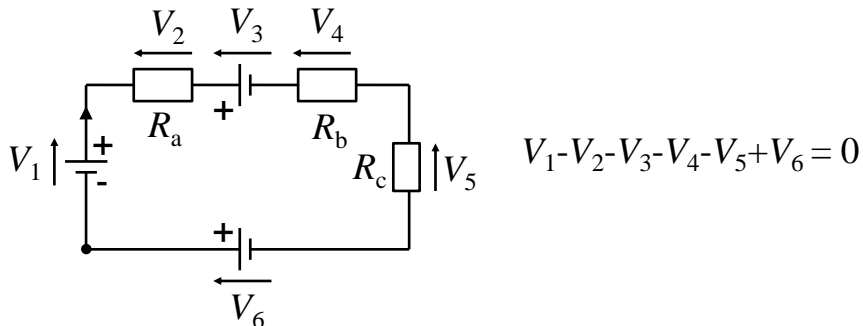 V2 V3 V4
+
Ra Rb
+
V1
-
Rc V5
V1-V2-V3-V4-V5+V6 = 0
+
V6